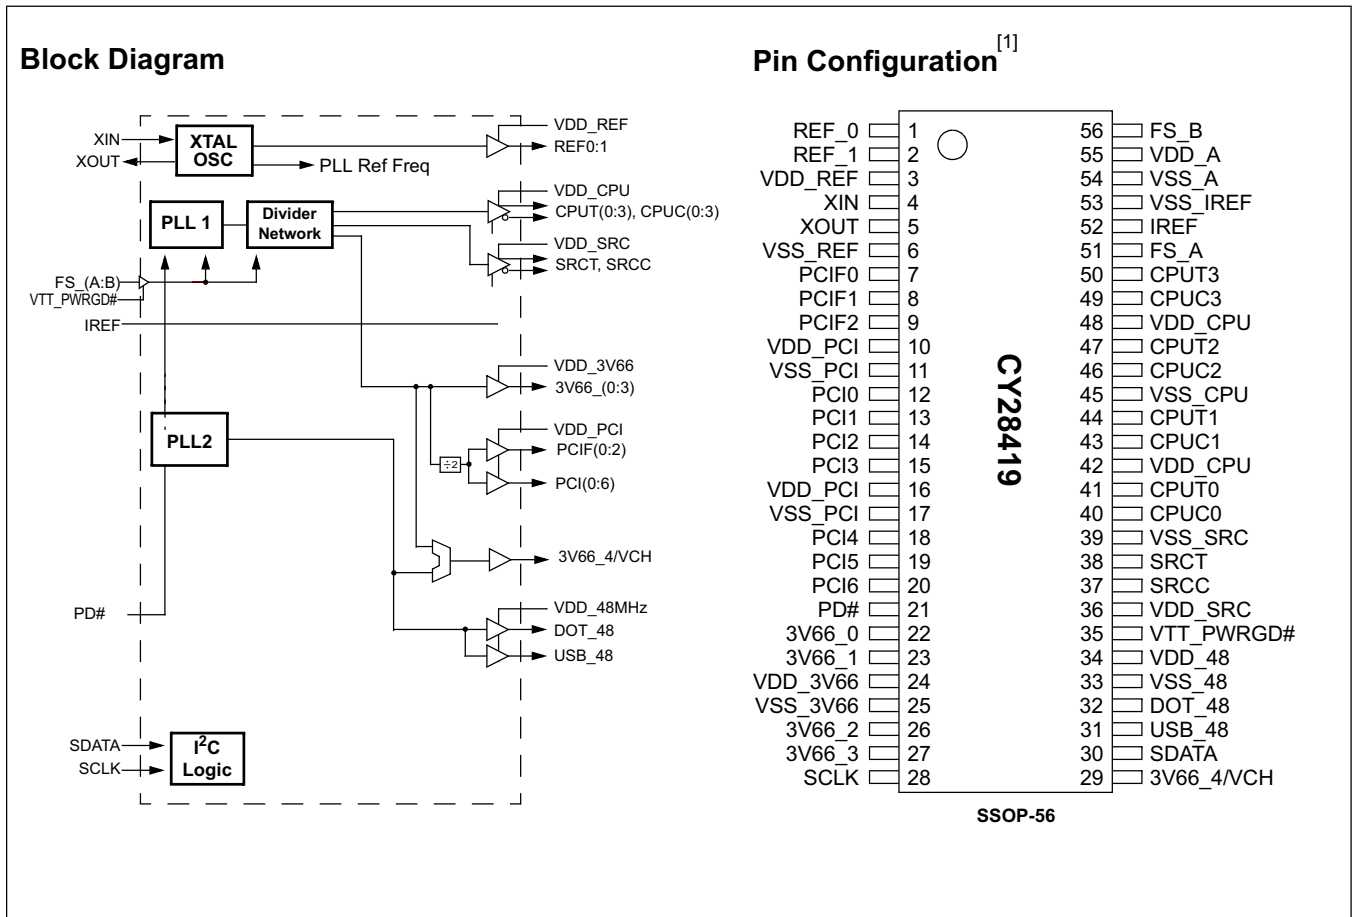 Block Diagram
XIN
XOUT
XTAL
OSC
PLL Ref Freq
VDD_REF
REF0:1
PLL 1
Divider
Network
VDD_CPU
CPUT(0:3), CPUC(0:3)
VDD_SRC
SRCT, SRCC
FS_(A:B)
VTT_PWRGD#
IREF
VDD_3V66
3V66_(0:3)
PLL2
÷2
VDD_PCI
PCIF(0:2)
PCI(0:6)
3V66_4/VCH
PD#
VDD_48MHz
DOT_48
USB_48
SDATA
SCLK
I2C
Logic
Pin Configuration[1]
REF_0 1 56 FS_B
REF_1 2 55 VDD_A
VDD_REF 3 54 VSS_A
XIN 4 53 VSS_IREF
XOUT 5 52 IREF
VSS_REF 6 51 FS_A
PCIF0 7 50 CPUT3
PCIF1 8 49 CPUC3
PCIF2 9 48 VDD_CPU
VDD_PCI 10 47 CPUT2
VSS_PCI 11 46 CPUC2
PCI0 12 45 VSS_CPU
PCI1 13 44 CPUT1
PCI2 14 43 CPUC1
PCI3 15 42 VDD_CPU
VDD_PCI 16 41 CPUT0
VSS_PCI 17 40 CPUC0
PCI4 18 39 VSS_SRC
PCI5 19 38 SRCT
PCI6 20 37 SRCC
PD# 21 36 VDD_SRC
3V66_0 22 35 VTT_PWRGD#
3V66_1 23 34 VDD_48
VDD_3V66 24 33 VSS_48
VSS_3V66 25 32 DOT_48
3V66_2 26 31 USB_48
3V66_3 27 30 SDATA
SCLK 28 29 3V66_4/VCH
CY28419
SSOP-56